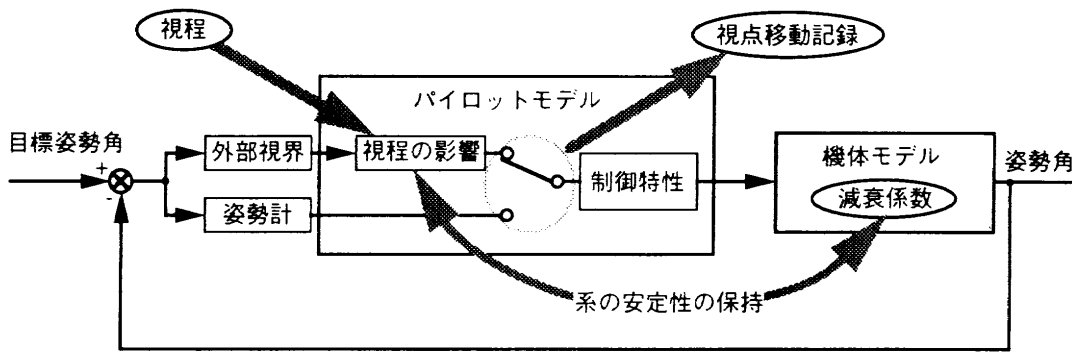 視程
視点移動記録
パイロットモデル
目標姿勢角
+
-
外部視界
視程の影響
姿勢計
制御特性
機体モデル
減衰係数
姿勢角
系の安定性の保持